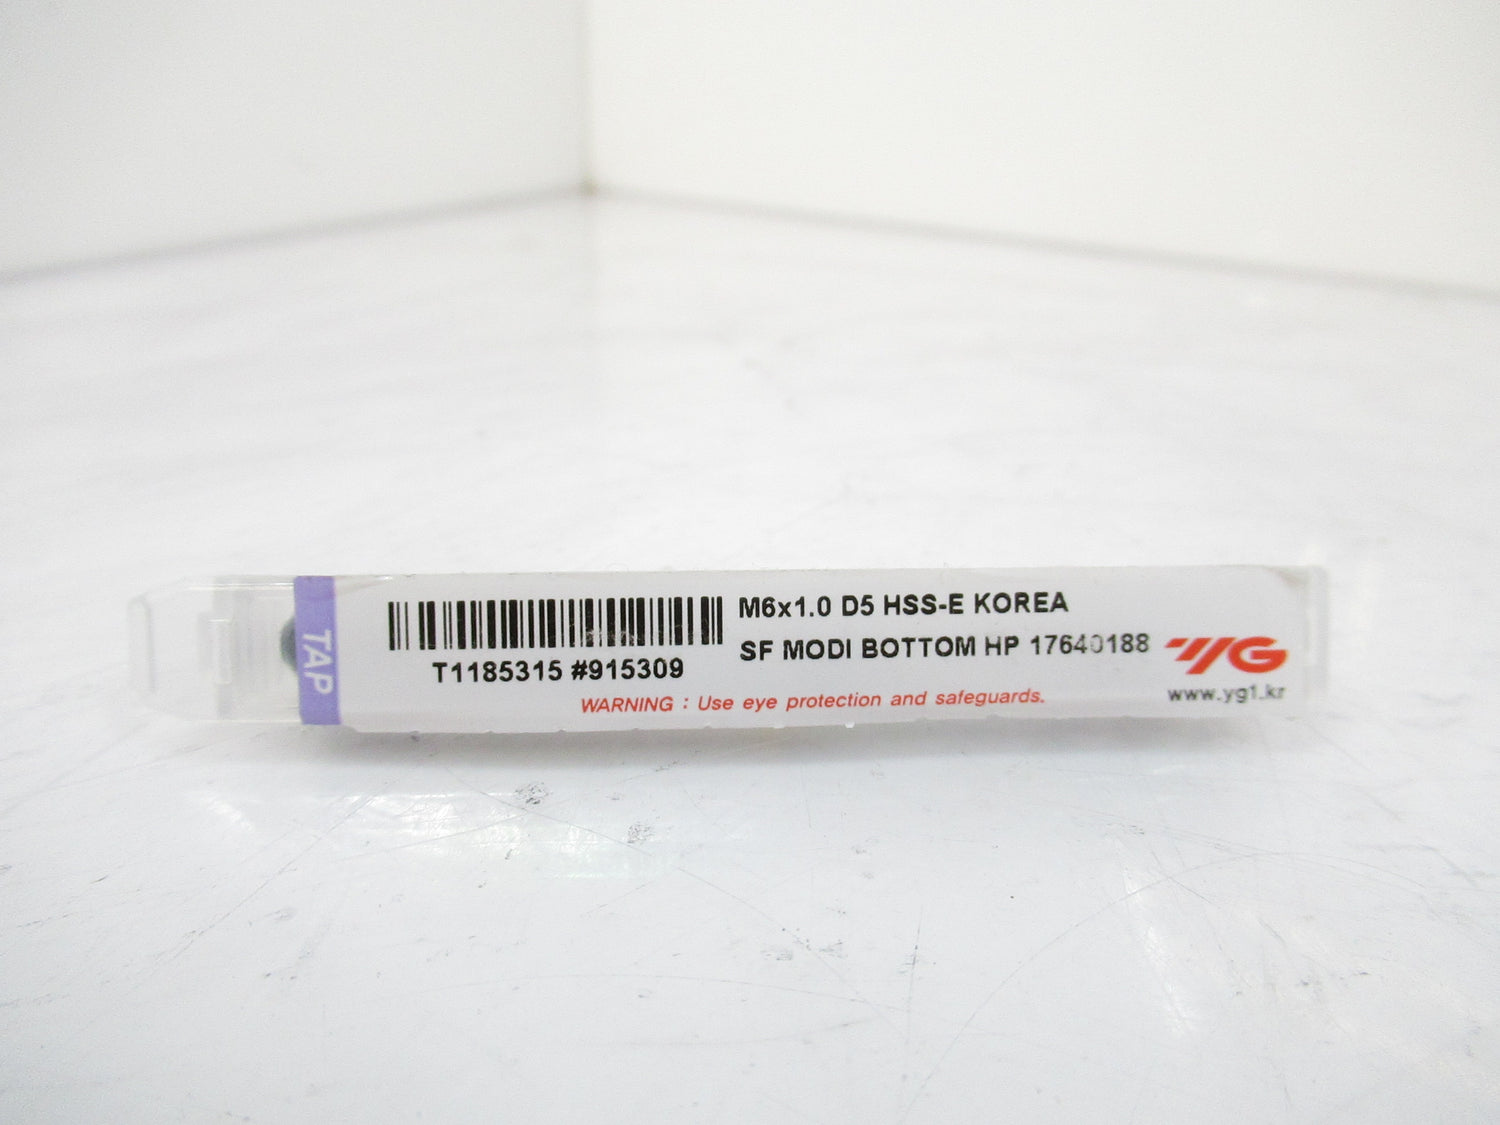 TAP
M6x1.0 D5 HSS-E KOREA
T1185315 #915309
SF MODI BOTTOM HP 17640188
YG
www.yg1.kr
WARNING : Use eye protection and safeguards.